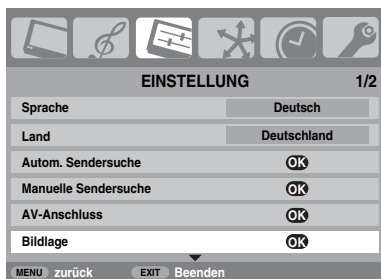 EINSTELLUNG 1/2
Sprache Deutsch
Land Deutschland
Autom. Sendersuche OK
Manuelle Sendersuche OK
AV-Anschluss OK
Bildlage OK
MENU zurück EXIT Beenden